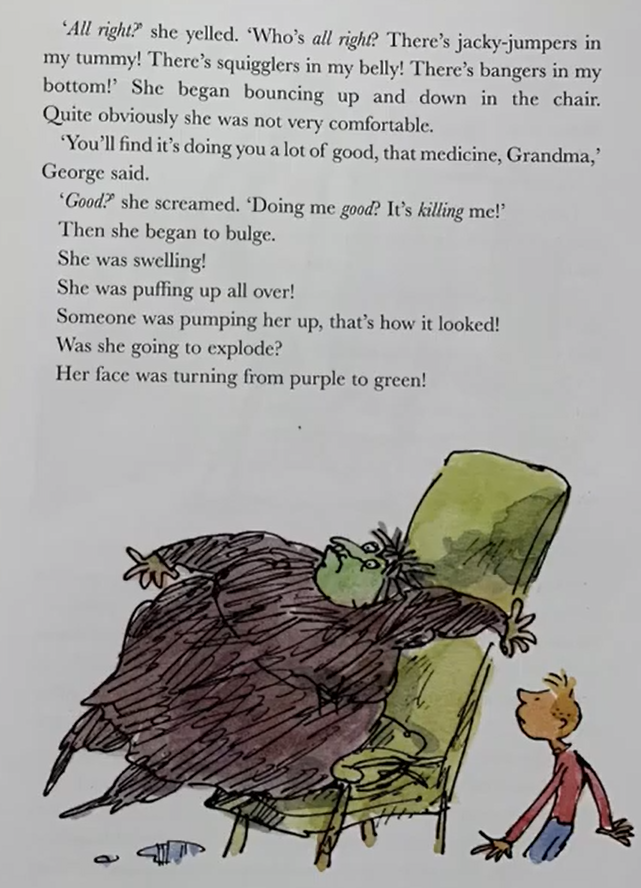 ‘All right?’ she yelled. ‘Who’s all right? There’s jacky-jumpers in
my tummy! There’s squigglers in my belly! There’s bangers in my
bottom!’ She began bouncing up and down in the chair.
Quite obviously she was not very comfortable.
‘You’ll find it’s doing you a lot of good, that medicine, Grandma,’
George said.
‘Good?’ she screamed. ‘Doing me good? It’s killing me!’
Then she began to bulge.
She was swelling!
She was puffing up all over!
Someone was pumping her up, that’s how it looked!
Was she going to explode?
Her face was turning from purple to green!